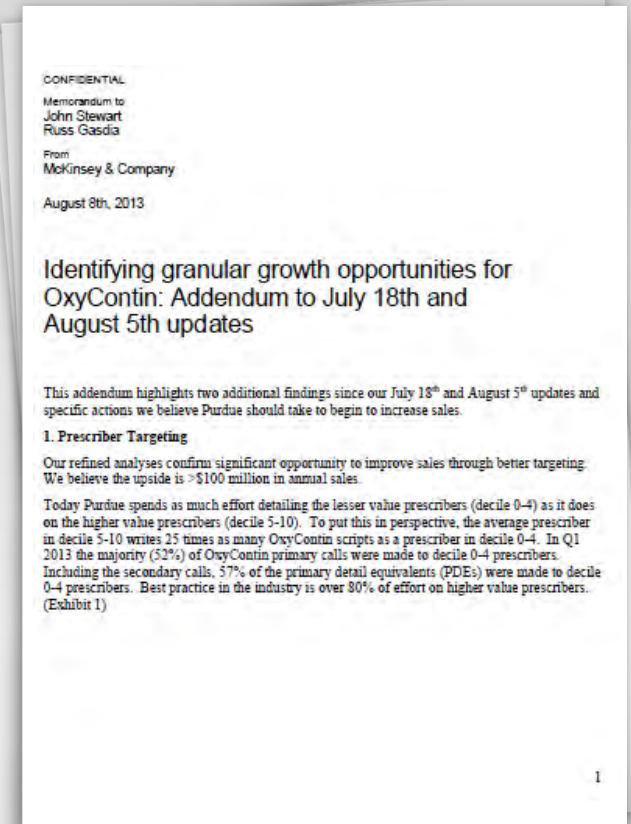 CONFIDENTIAL
Memorandum to
John Stewart
Russ Gasdia
From
McKinsey & Company
August 8th, 2013
Identifying granular growth opportunities for
OxyContin: Addendum to July 18th and
August 5th updates
This addendum highlights two additional findings since our July 18th and August 5th updates and
specific actions we believe Purdue should take to begin to increase sales.
1. Prescriber Targeting
Our refined analyses confirm significant opportunity to improve sales through better targeting.
We believe the upside is >$100 million in annual sales.
Today Purdue spends as much effort detailing the lesser value prescribers (decile 0-4) as it does
on the higher value prescribers (decile 5-10). To put this in perspective, the average prescriber
in decile 5-10 writes 25 times as many OxyContin scripts as a prescriber in decile 0-4. In Q1
2013 the majority (52%) of OxyContin primary calls were made to decile 0-4 prescribers.
Including the secondary calls, 57% of the primary detail equivalents (PDEs) were made to decile
0-4 prescribers. Best practice in the industry is over 80% of effort on higher value prescribers.
(Exhibit 1)
1